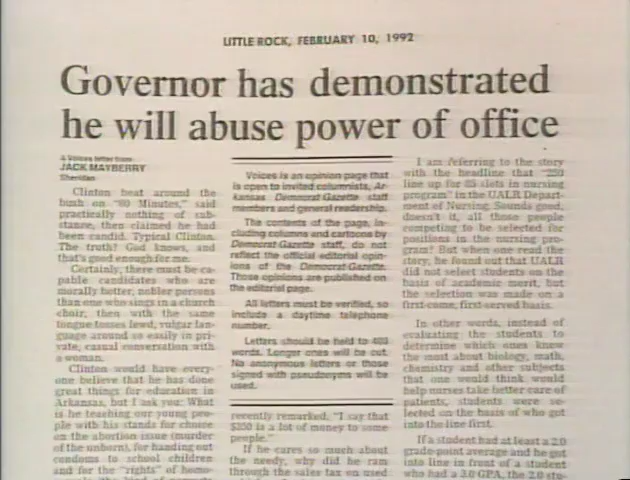 LITTLE ROCK, FEBRUARY 10, 1992
Governor has demonstrated
he will abuse power of office
A Voices letter from
JACK MAYBERRY
Sheridan
Clinton beat around the
bush on "60 Minutes," said
practically nothing of sub-
stance, then claimed he had
been candid. Typical Clinton.
The truth? God knows, and
that's good enough for me.
Certainly, there must be ca-
pable candidates who are
morally better, nobler persons
than one who sings in a church
choir, then with the same
tongue tosses lewd, vulgar lan-
guage around so easily in pri-
vate, casual conversation with
a woman.
Clinton would have every-
one believe that he has done
great things for education in
Arkansas, but I ask you: What
is he teaching our young peo-
ple with his stands for choice
on the abortion issue (murder
of the unborn), for handing out
condoms to school children
and for the "rights" of homo-
Voices is an opinion page that
is open to invited columnists, Ar-
kansas Democrat-Gazette staff
members and general readership.
The contents of the page, in-
cluding columns and cartoons by
Democrat-Gazette staff, do not
reflect the official editorial opin-
ions of the Democrat-Gazette.
Those opinions are published on
the editorial page.
All letters must be verified, so
include a daytime telephone
number.
Letters should be held to 400
words. Longer ones will be cut.
No anonymous letters or those
signed with pseudonyms will be
used.
recently remarked, "I say that
$250 is a lot of money to some
people."
If he cares so much about
the needy, why did he ram
through the sales tax on used
I am referring to the story
with the headline that "250
line up for 85 slots in nursing
program" in the UALR Depart-
ment of Nursing. Sounds good,
doesn't it, all those people
competing to be selected for
positions in the nursing pro-
gram? But when one read the
story, he found out that UALR
did not select students on the
basis of academic merit, but
the selection was made on a
first-come, first-served basis.
In other words, instead of
evaluating the students to
determine which ones knew
the most about biology, math,
chemistry and other subjects
that one would think would
help nurses take better care of
patients, students were se-
lected on the basis of who got
into the line first.
If a student had at least a 2.0
grade-point average and he got
into line in front of a student
who had a 3.0 GPA, the 2.0 stu-